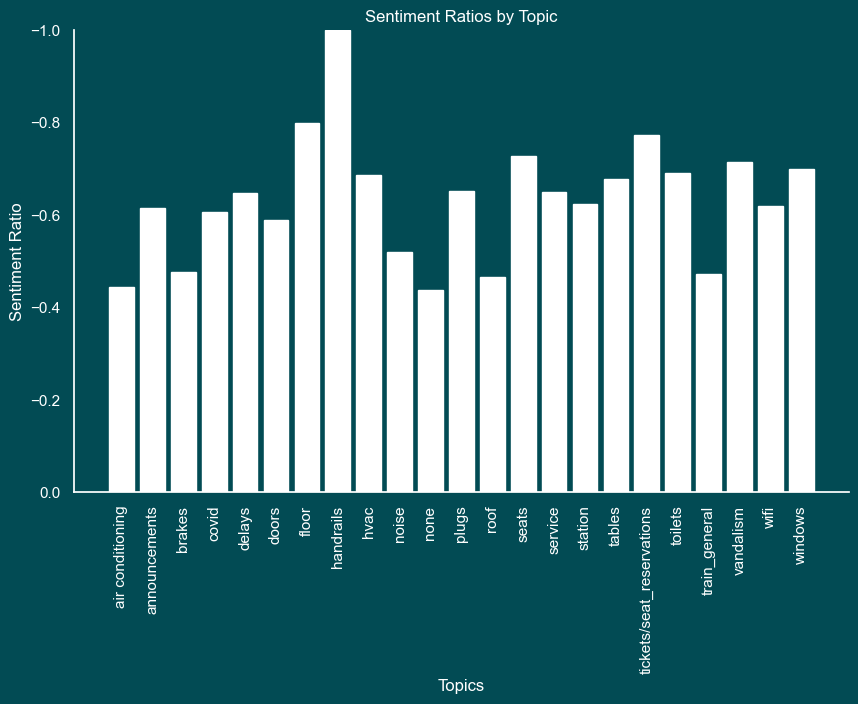 Sentiment Ratios by Topic
−1.0
−0.8
−0.6
−0.4
−0.2
0.0
Sentiment Ratio
air conditioning
announcements
brakes
covid
delays
doors
floor
handrails
hvac
noise
none
plugs
roof
seats
service
station
tables
tickets/seat_reservations
toilets
train_general
vandalism
wifi
windows
Topics